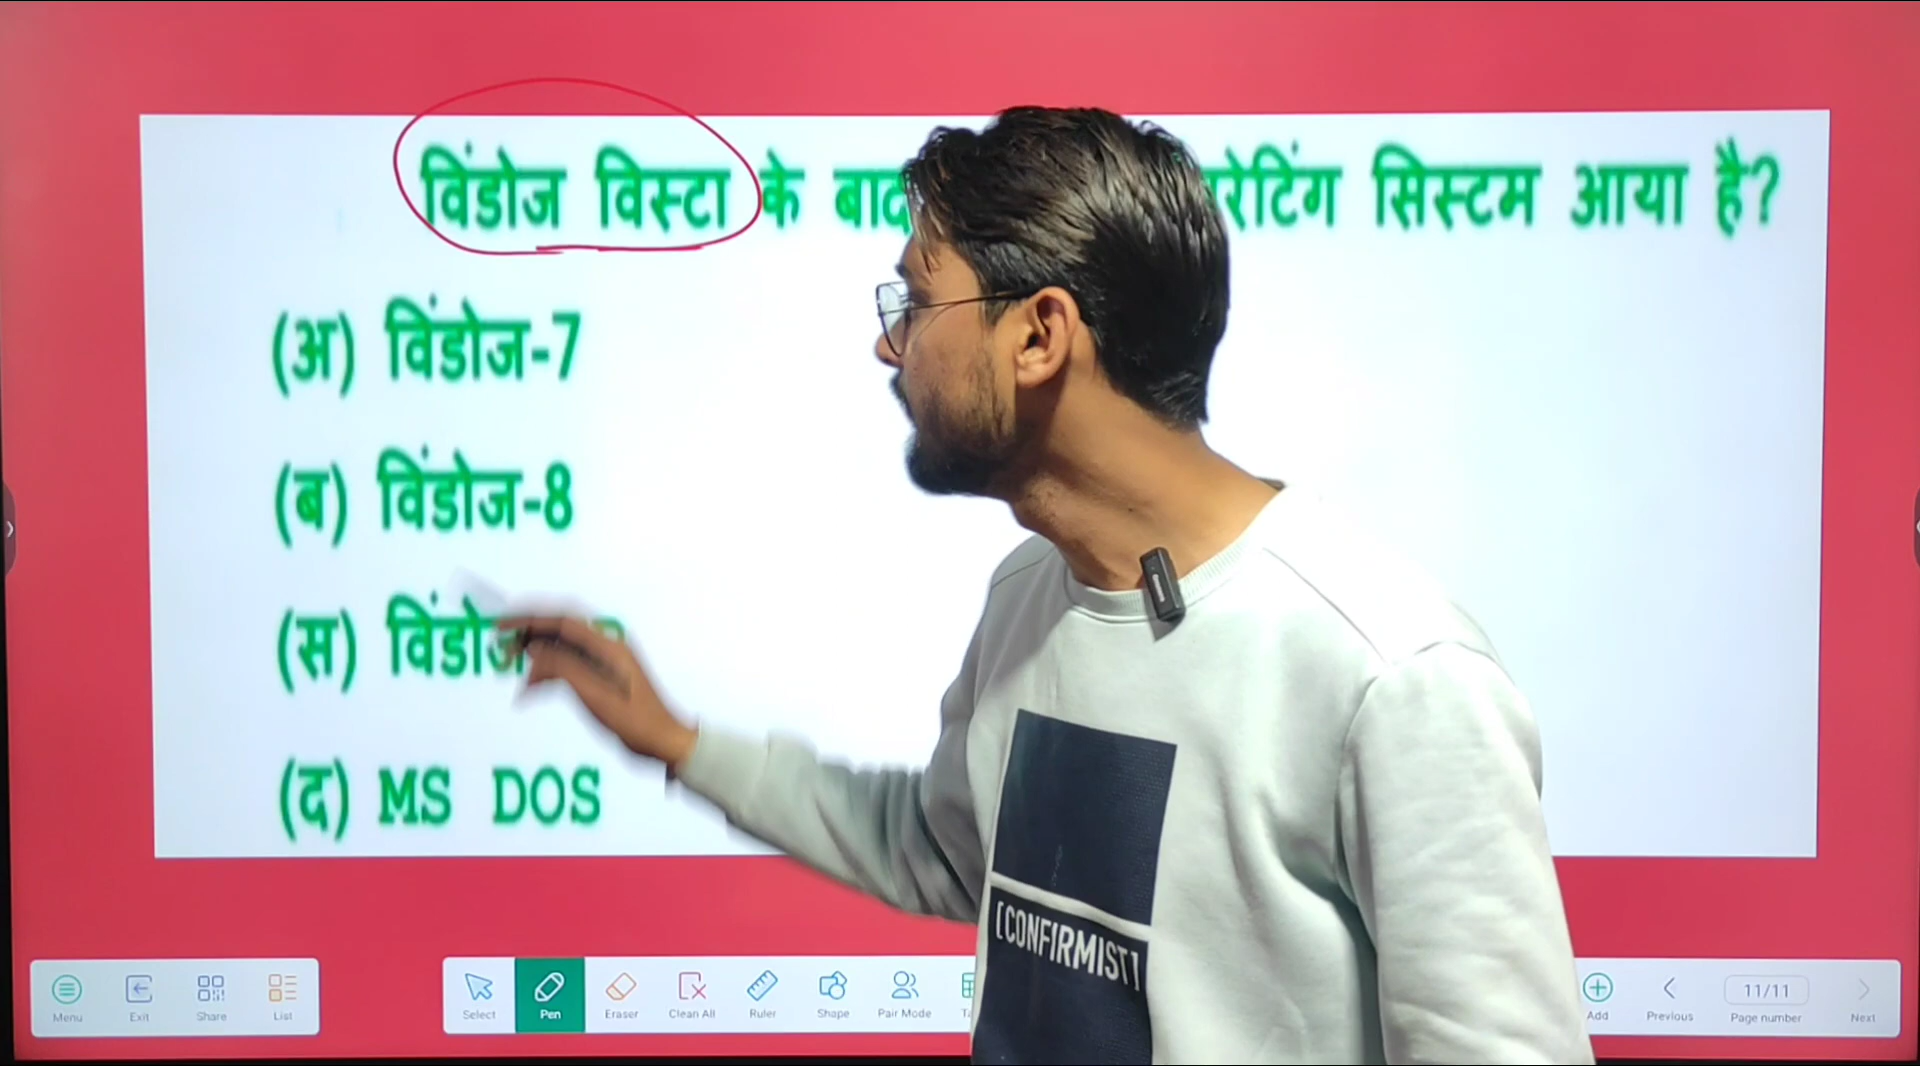 विंडोज विस्टा के बाद सिस्टम आया है?
(अ) विंडोज-7
(ब) विंडोज-8
(स) विंडोज
(द) MS DOS
[CONFIRMIST]
Menu Exit Share List Select Pen Eraser Clean All Ruler Shape Pair Mode Add Previous 11/11 Page number Next